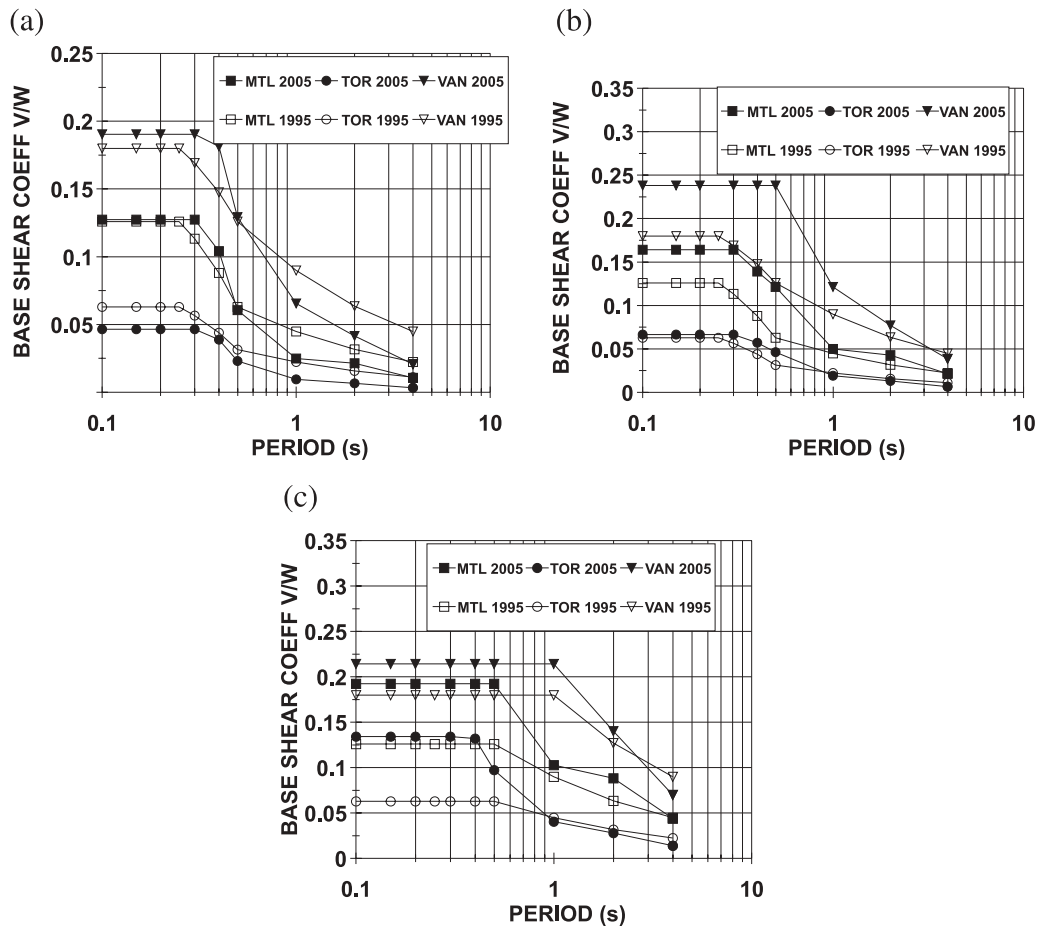 (a)
0.25
0.2
0.15
0.1
0.05
BASE SHEAR COEFF V/W
MTL 2005 TOR 2005 VAN 2005
MTL 1995 TOR 1995 VAN 1995
0.1 1 10
PERIOD (s)
(b)
0.35
0.3
0.25
0.2
0.15
0.1
0.05
0
BASE SHEAR COEFF V/W
MTL 2005 TOR 2005 VAN 2005
MTL 1995 TOR 1995 VAN 1995
0.1 1 10
PERIOD (s)
(c)
0.35
0.3
0.25
0.2
0.15
0.1
0.05
0
BASE SHEAR COEFF V/W
MTL 2005 TOR 2005 VAN 2005
MTL 1995 TOR 1995 VAN 1995
0.1 1 10
PERIOD (s)